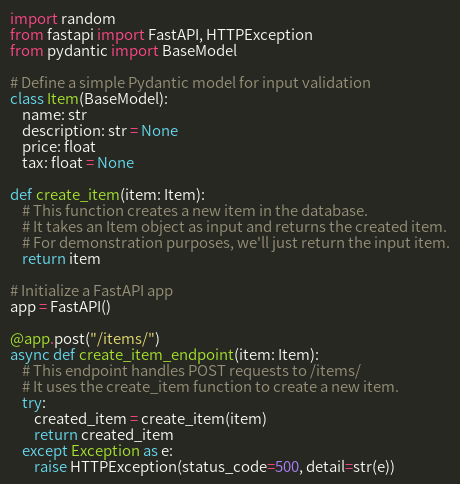 import random
from fastapi import FastAPI, HTTPException
from pydantic import BaseModel

# Define a simple Pydantic model for input validation
class Item(BaseModel):
    name: str
    description: str = None
    price: float
    tax: float = None

def create_item(item: Item):
    # This function creates a new item in the database.
    # It takes an Item object as input and returns the created item.
    # For demonstration purposes, we'll just return the input item.
    return item

# Initialize a FastAPI app
app = FastAPI()

@app.post("/items/")
async def create_item_endpoint(item: Item):
    # This endpoint handles POST requests to /items/
    # It uses the create_item function to create a new item.
    try:
        created_item = create_item(item)
        return created_item
    except Exception as e:
        raise HTTPException(status_code=500, detail=str(e))